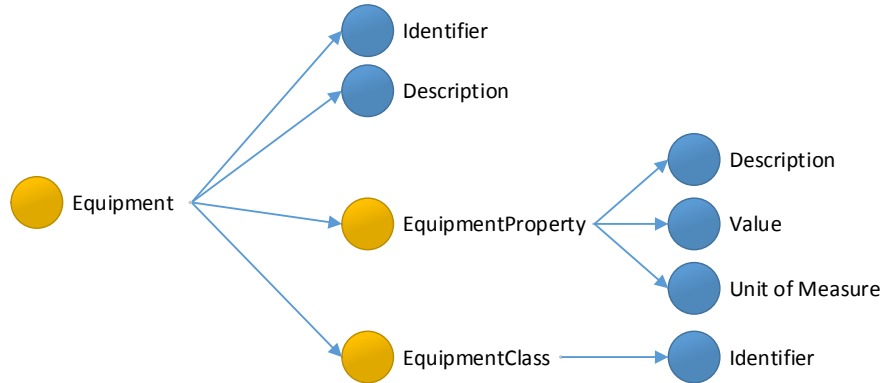 Identifier
Description
Equipment
EquipmentProperty
Description
Value
Unit of Measure
EquipmentClass
Identifier